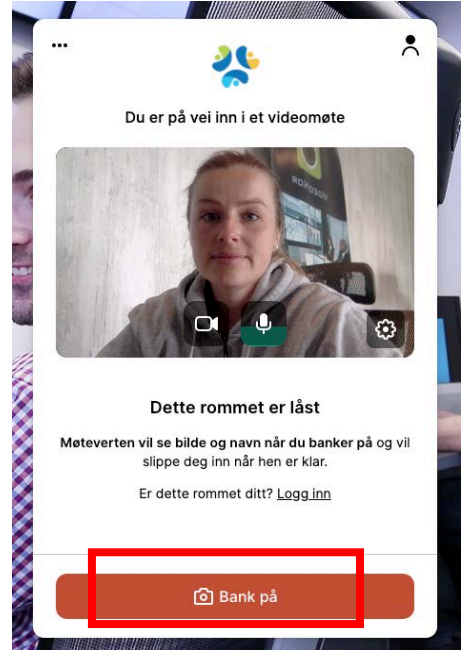 Du er på vei inn i et videomøte
VIDEONOR
Dette rommet er låst
Møteverten vil se bilde og navn når du banker på og vil
slippe deg inn når hen er klar.
Er dette rommet ditt? Logg inn
Bank på